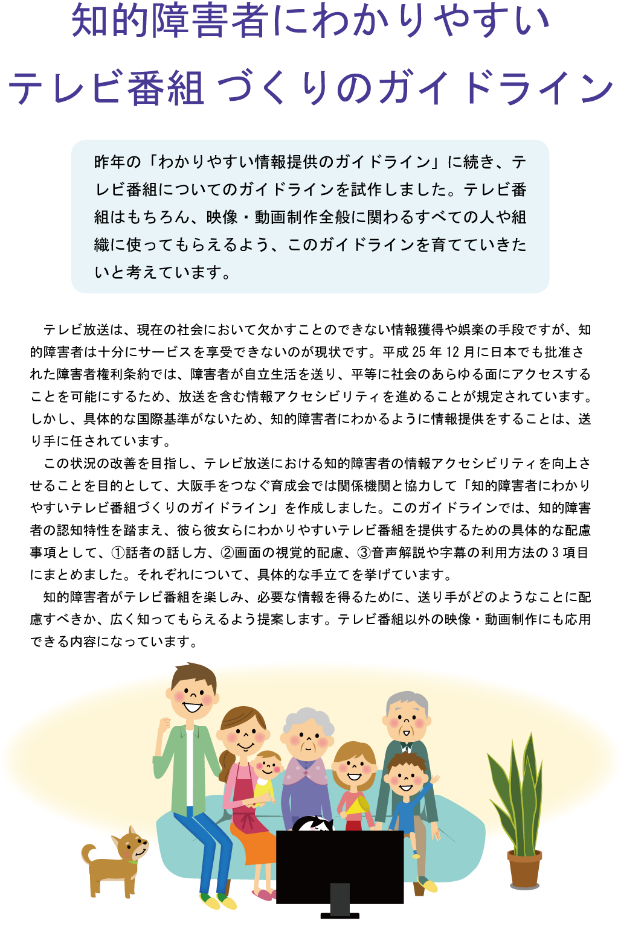 知的障害者にわかりやすい
テレビ番組 づくりのガイドライン
昨年の「わかりやすい情報提供のガイドライン」に続き、テ
レビ番組についてのガイドラインを試作しました。テレビ番
組はもちろん、映像・動画制作全般に関わるすべての人や組
織に使ってもらえるよう、このガイドラインを育てていきた
いと考えています。
　テレビ放送は、現在の社会において欠かすことのできない情報獲得や娯楽の手段ですが、知
的障害者は十分にサービスを享受できないのが現状です。平成 25 年 12 月に日本でも批准さ
れた障害者権利条約では、障害者が自立生活を送り、平等に社会のあらゆる面にアクセスする
ことを可能にするため、放送を含む情報アクセシビリティを進めることが規定されています。
しかし、具体的な国際基準がないため、知的障害者にわかるように情報提供をすることは、送
り手に任されています。
　この状況の改善を目指し、テレビ放送における知的障害者の情報アクセシビリティを向上さ
せることを目的として、大阪手をつなぐ育成会では関係機関と協力して「知的障害者にわかり
やすいテレビ番組づくりのガイドライン」を作成しました。このガイドラインでは、知的障害
者の認知特性を踏まえ、彼ら彼女らにわかりやすいテレビ番組を提供するための具体的な配慮
事項として、①話者の話し方、②画面の視覚的配慮、③音声解説や字幕の利用方法の 3 項目
にまとめました。それぞれについて、具体的な手立てを挙げています。
　知的障害者がテレビ番組を楽しみ、必要な情報を得るために、送り手がどのようなことに配
慮すべきか、広く知ってもらえるよう提案します。テレビ番組以外の映像・動画制作にも応用
できる内容になっています。